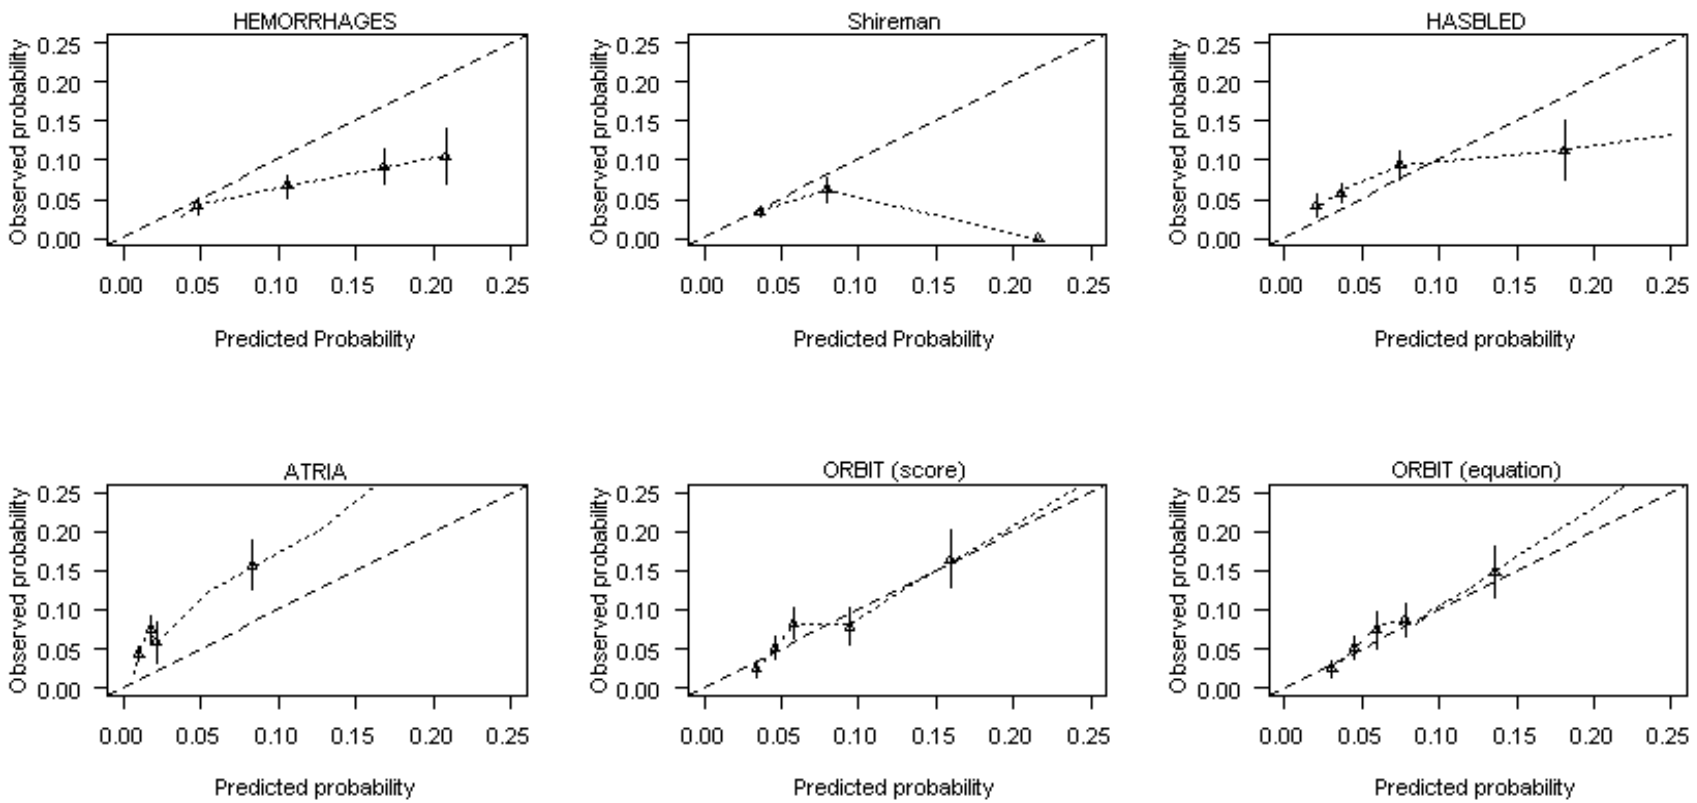 HEMORRHAGES
Observed probability
0.25
0.20
0.15
0.10
0.05
0.00
0.00 0.05 0.10 0.15 0.20 0.25
Predicted Probability
Shireman
Observed probability
0.25
0.20
0.15
0.10
0.05
0.00
0.00 0.05 0.10 0.15 0.20 0.25
Predicted Probability
HASBLED
Observed probability
0.25
0.20
0.15
0.10
0.05
0.00
0.00 0.05 0.10 0.15 0.20 0.25
Predicted probability
ATRIA
Observed probability
0.25
0.20
0.15
0.10
0.05
0.00
0.00 0.05 0.10 0.15 0.20 0.25
Predicted probability
ORBIT (score)
Observed probability
0.25
0.20
0.15
0.10
0.05
0.00
0.00 0.05 0.10 0.15 0.20 0.25
Predicted probability
ORBIT (equation)
Observed probability
0.25
0.20
0.15
0.10
0.05
0.00
0.00 0.05 0.10 0.15 0.20 0.25
Predicted probability